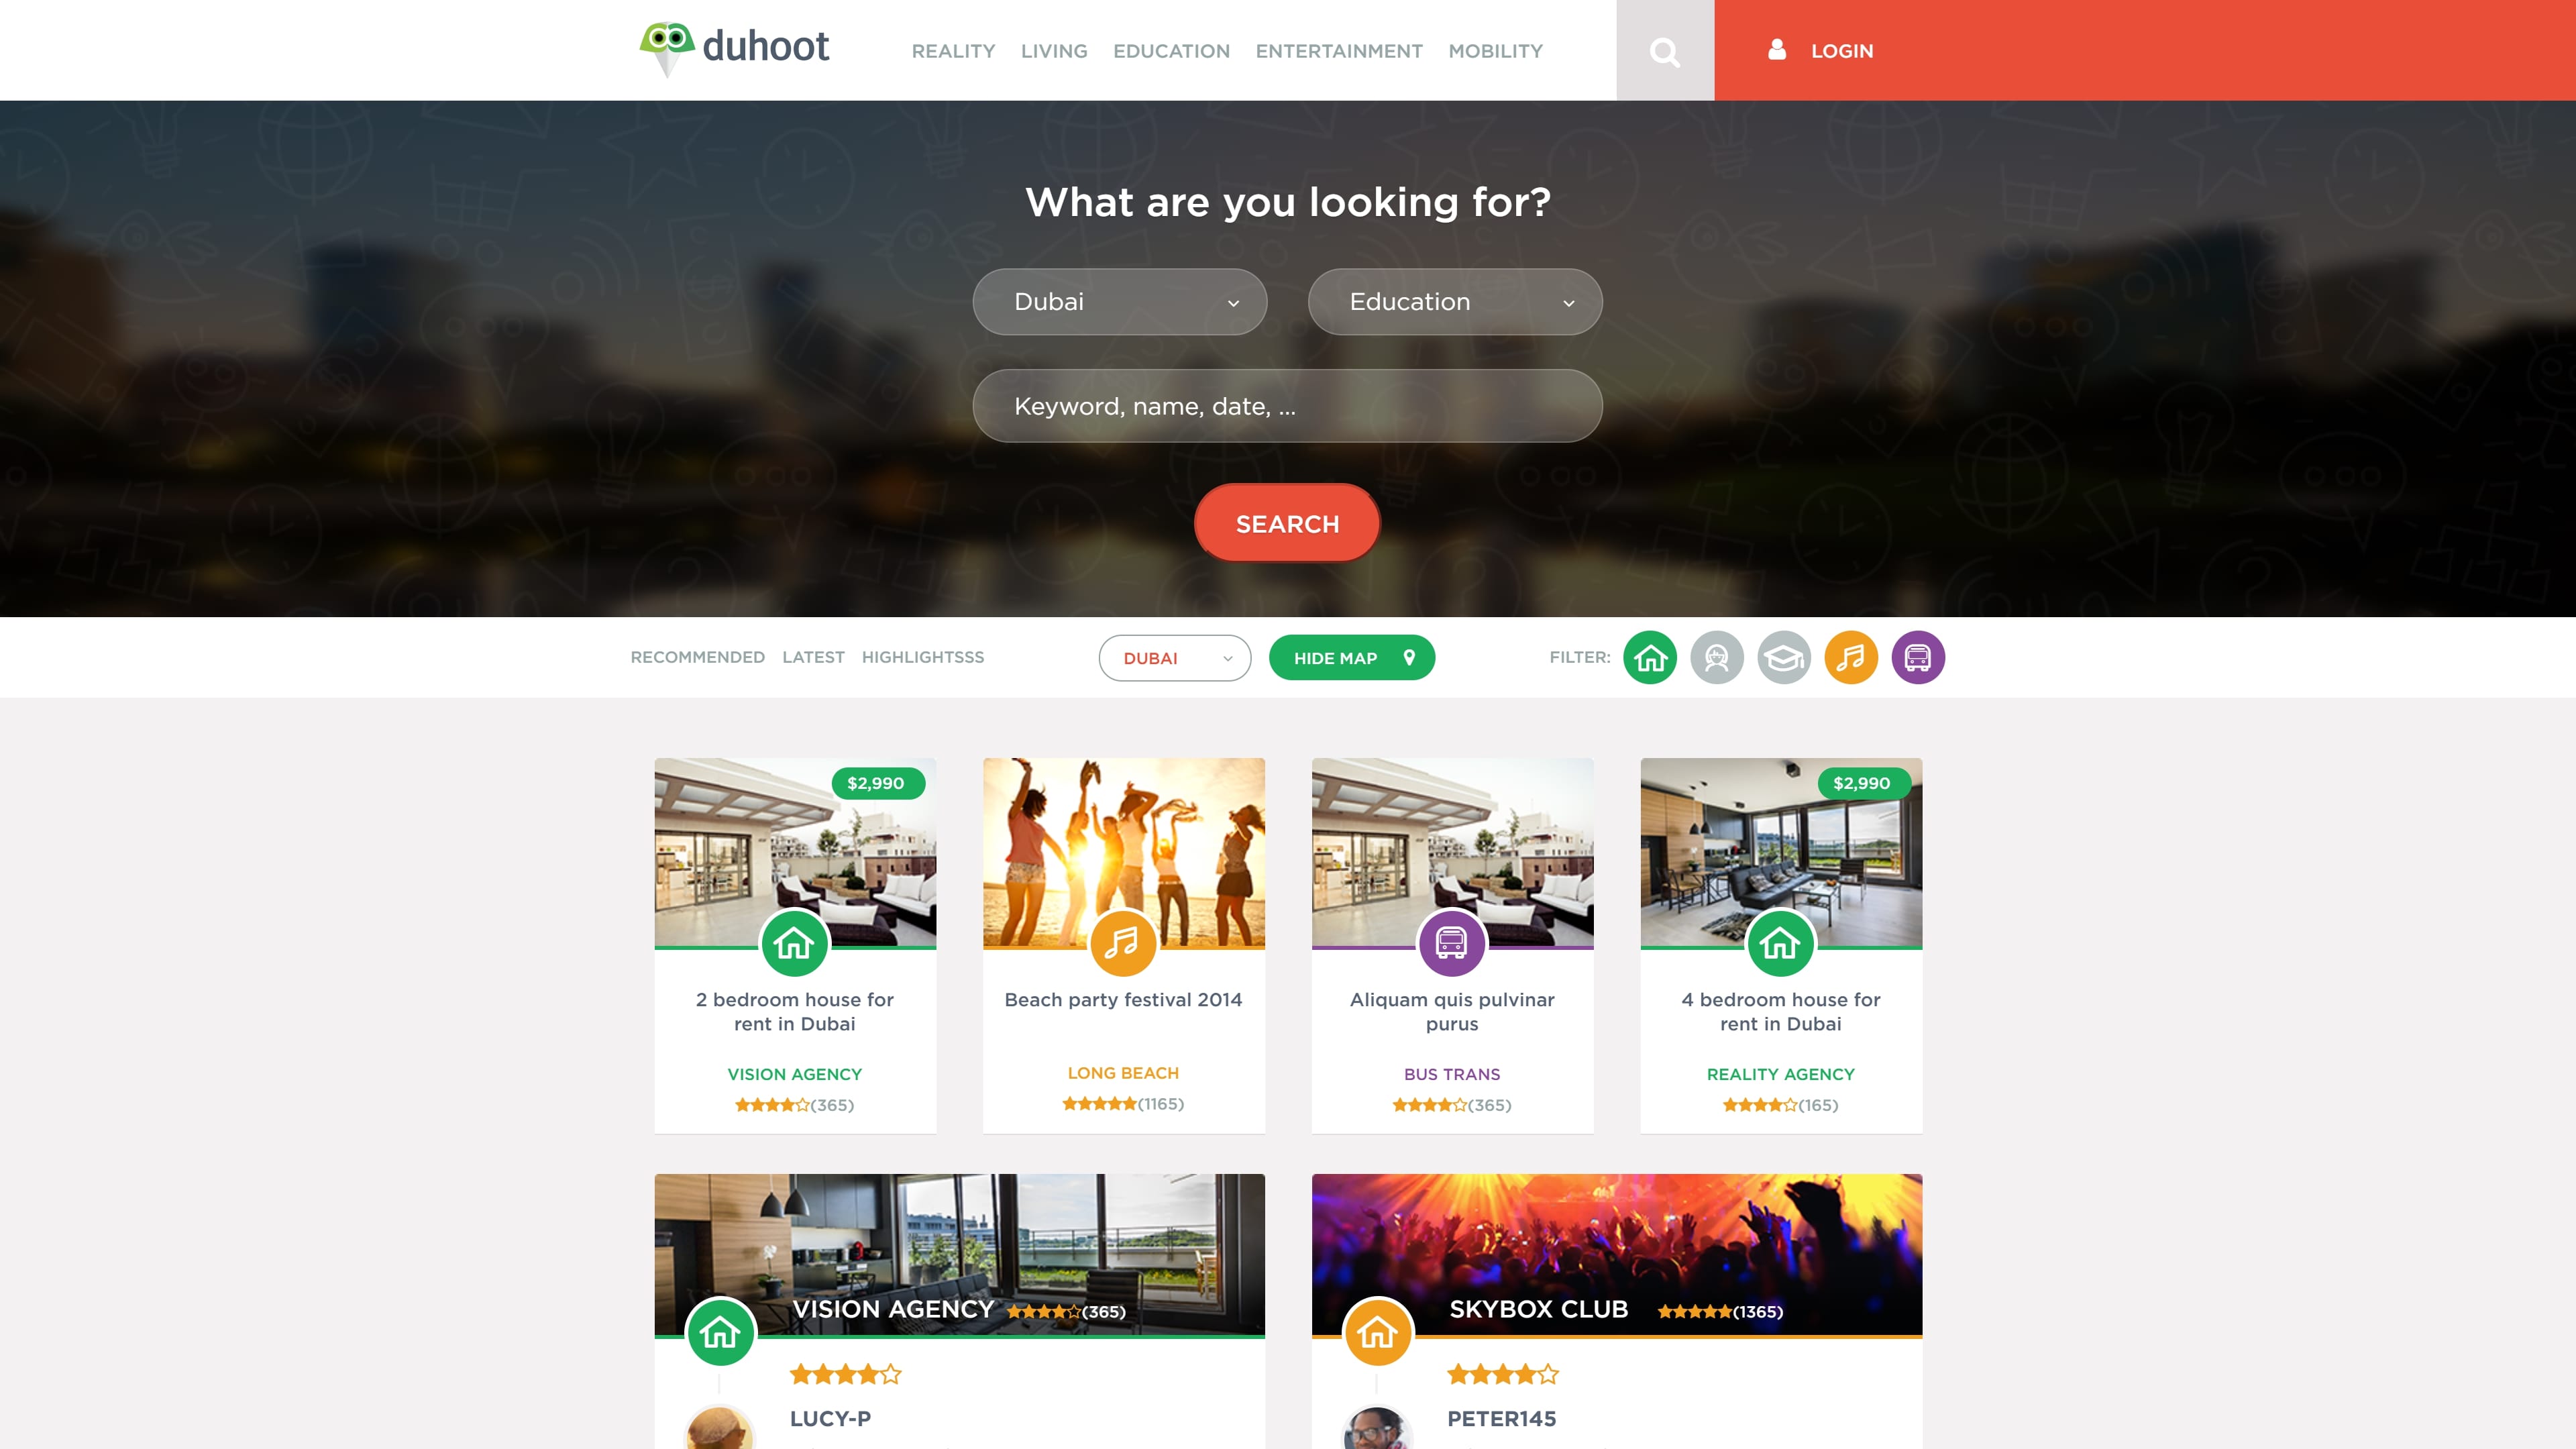 duhoot
REALITY LIVING EDUCATION ENTERTAINMENT MOBILITY
LOGIN
What are you looking for?
Dubai
Education
Keyword, name, date, ...
SEARCH
RECOMMENDED LATEST HIGHLIGHTSSS
DUBAI
HIDE MAP
FILTER:
$2,990
2 bedroom house for
rent in Dubai
VISION AGENCY
(365)
Beach party festival 2014
LONG BEACH
(1165)
Aliquam quis pulvinar
purus
BUS TRANS
(365)
$2,990
4 bedroom house for
rent in Dubai
REALITY AGENCY
(165)
VISION AGENCY (365)
LUCY-P
SKYBOX CLUB (1365)
PETER145